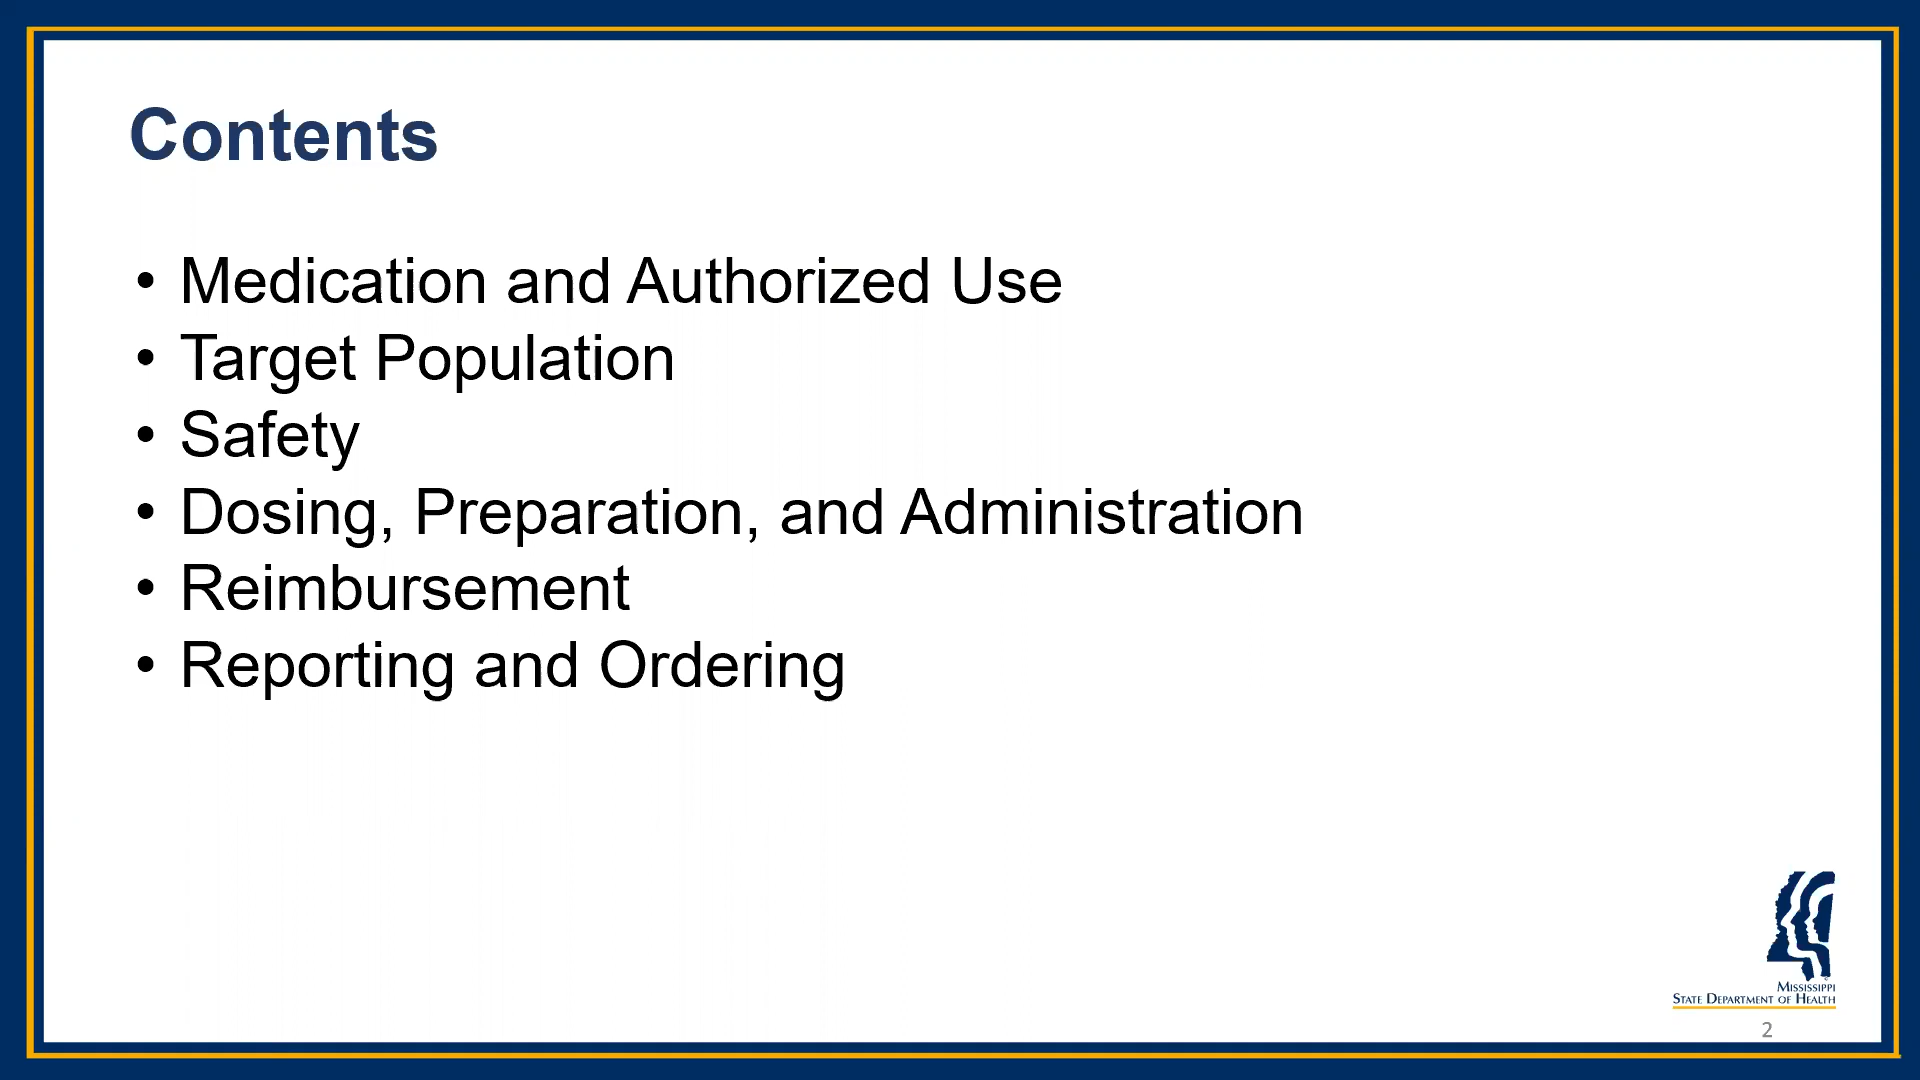 Contents
• Medication and Authorized Use
• Target Population
• Safety
• Dosing, Preparation, and Administration
• Reimbursement
• Reporting and Ordering
Mississippi
State Department of Health
2